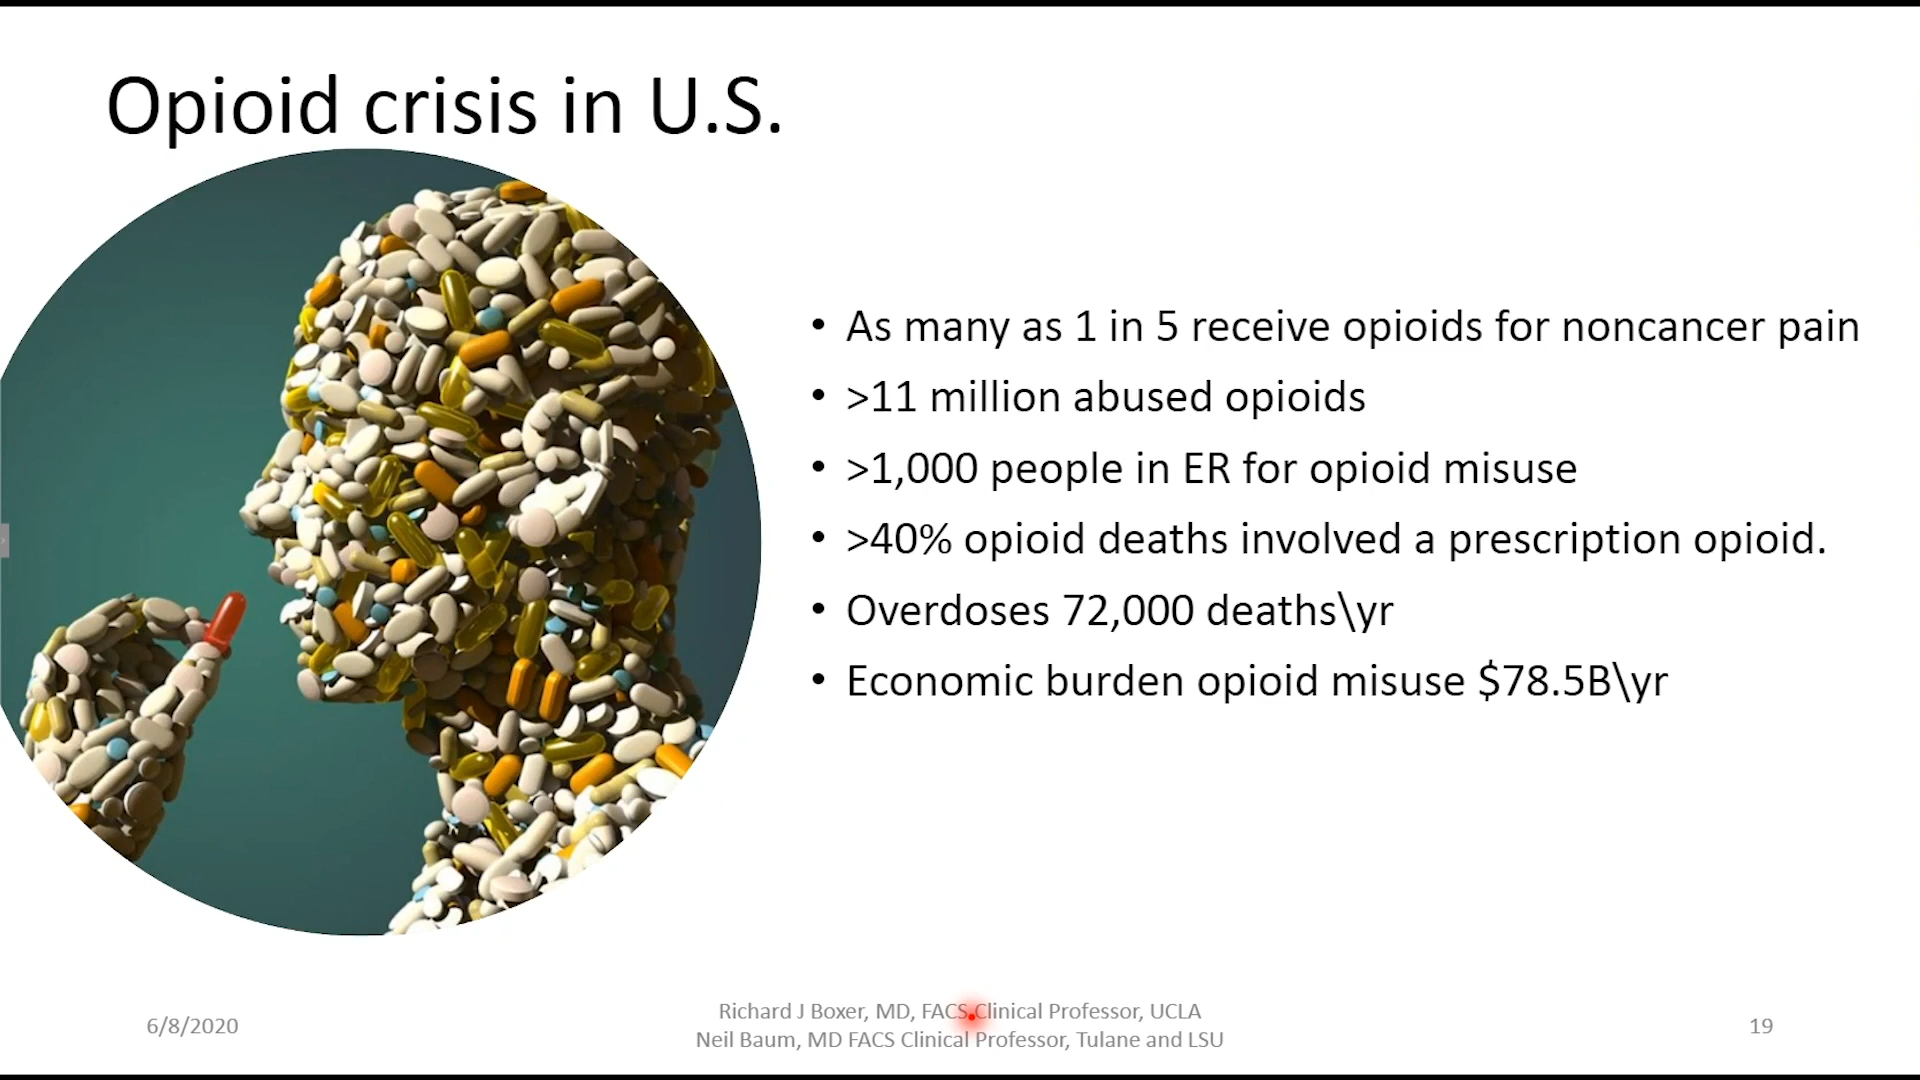 Opioid crisis in U.S.
• As many as 1 in 5 receive opioids for noncancer pain
• >11 million abused opioids
• >1,000 people in ER for opioid misuse
• >40% opioid deaths involved a prescription opioid.
• Overdoses 72,000 deaths\yr
• Economic burden opioid misuse $78.5B\yr
6/8/2020
Richard J Boxer, MD, FACS Clinical Professor, UCLA
Neil Baum, MD FACS Clinical Professor, Tulane and LSU
19